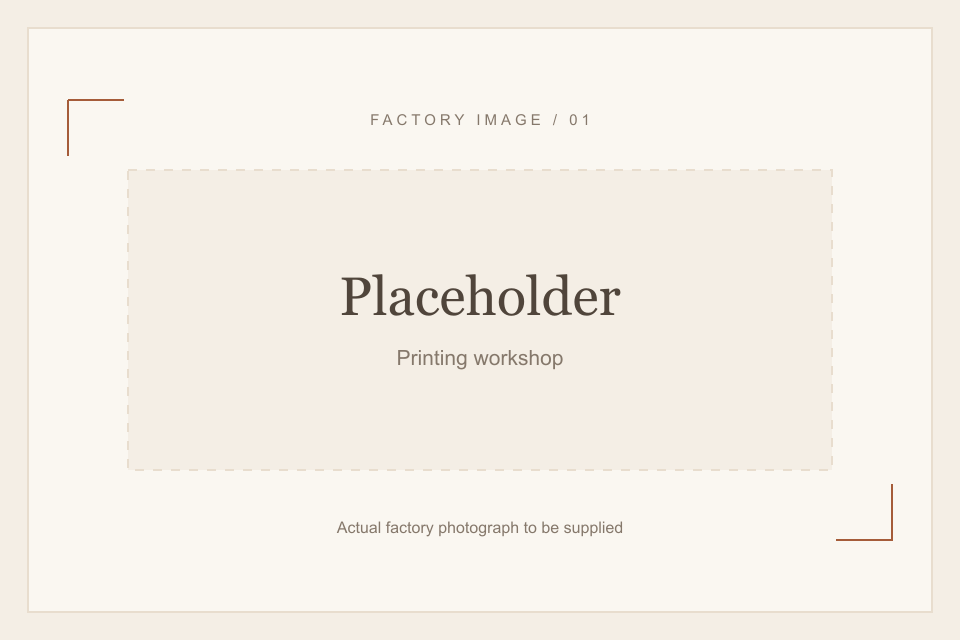 FACTORY IMAGE / 01
Placeholder
Printing workshop
Actual factory photograph to be supplied